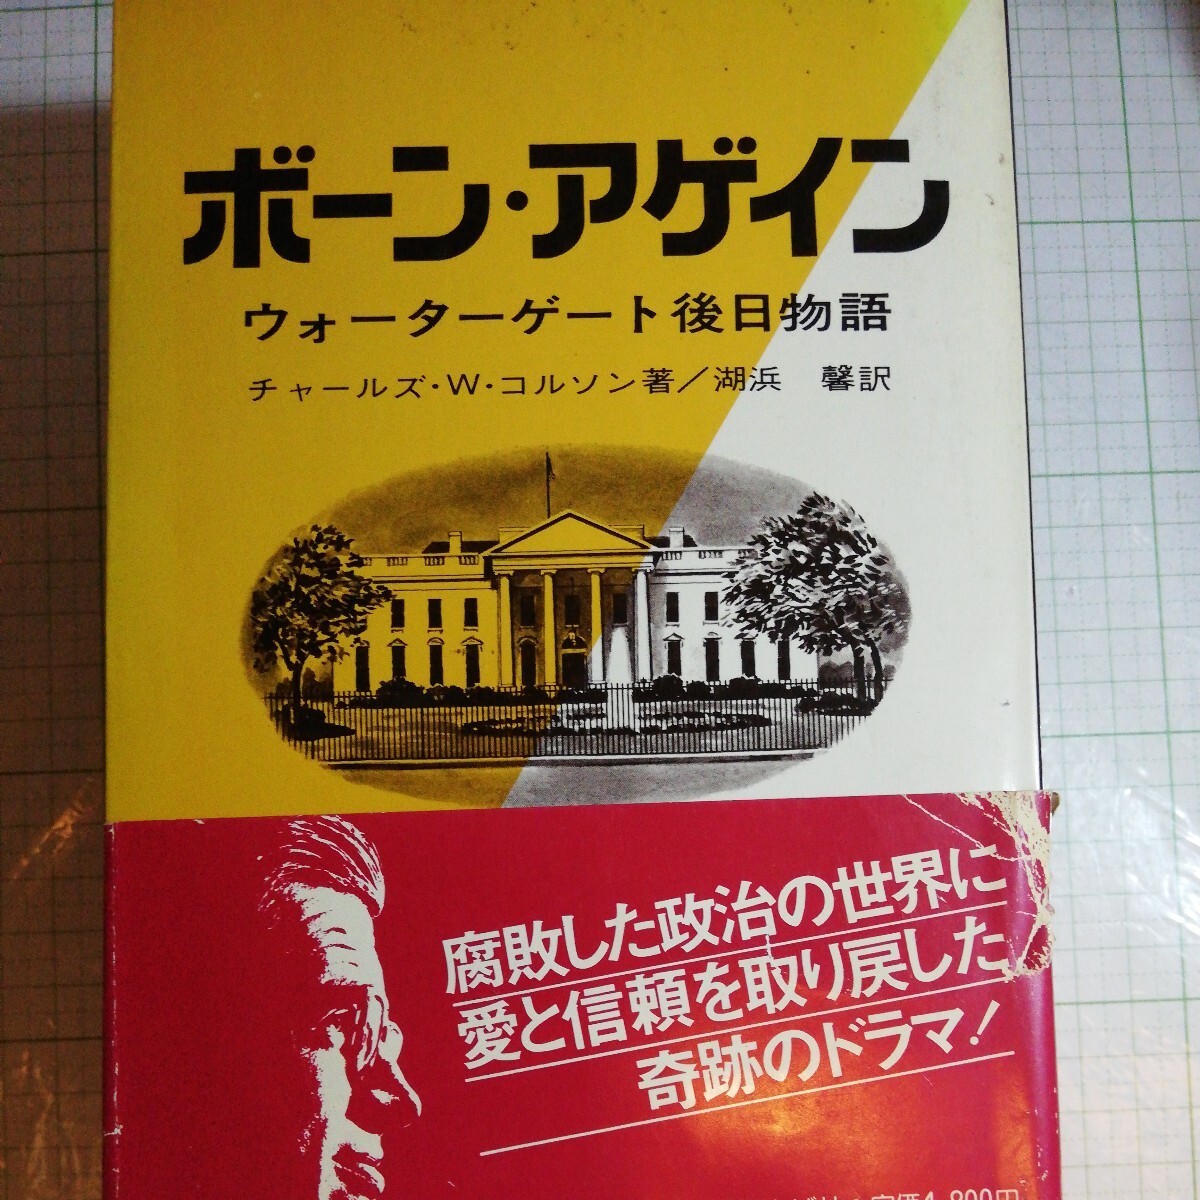 ボーン・アゲイン
ウォーターゲート後日物語
チャールズ・W・コルソン著／湖浜　馨訳
腐敗した政治の世界に
愛と信頼を取り戻した
奇跡のドラマ！